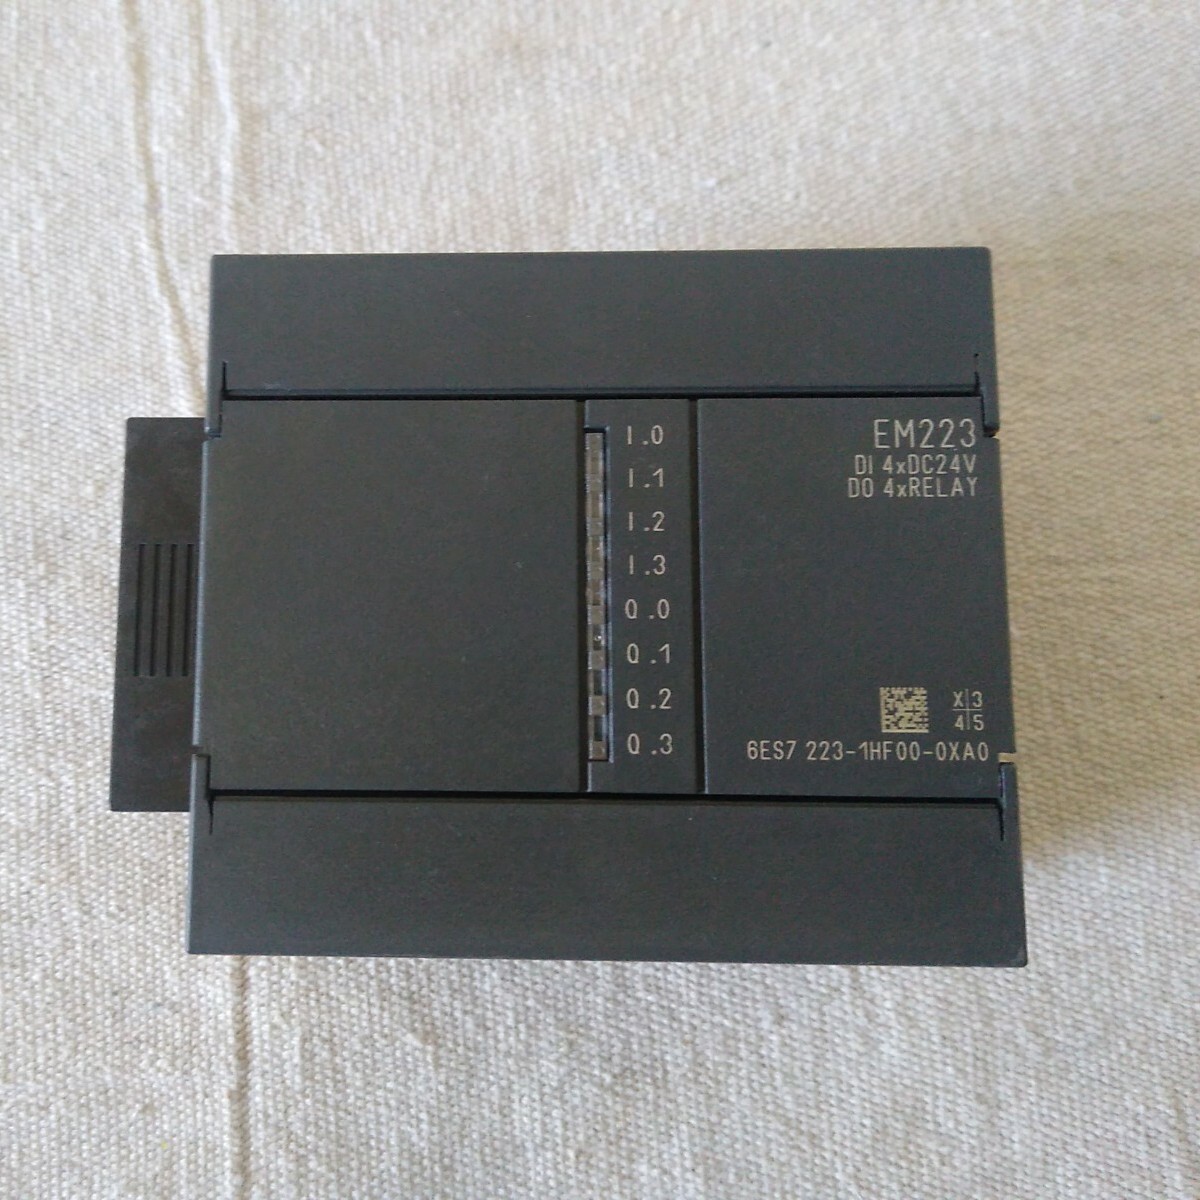 I.0
I.1
I.2
I.3
Q.0
Q.1
Q.2
Q.3
EM223
DI 4xDC24V
DO 4xRELAY
X 3
4 5
6ES7 223-1HF00-0XA0